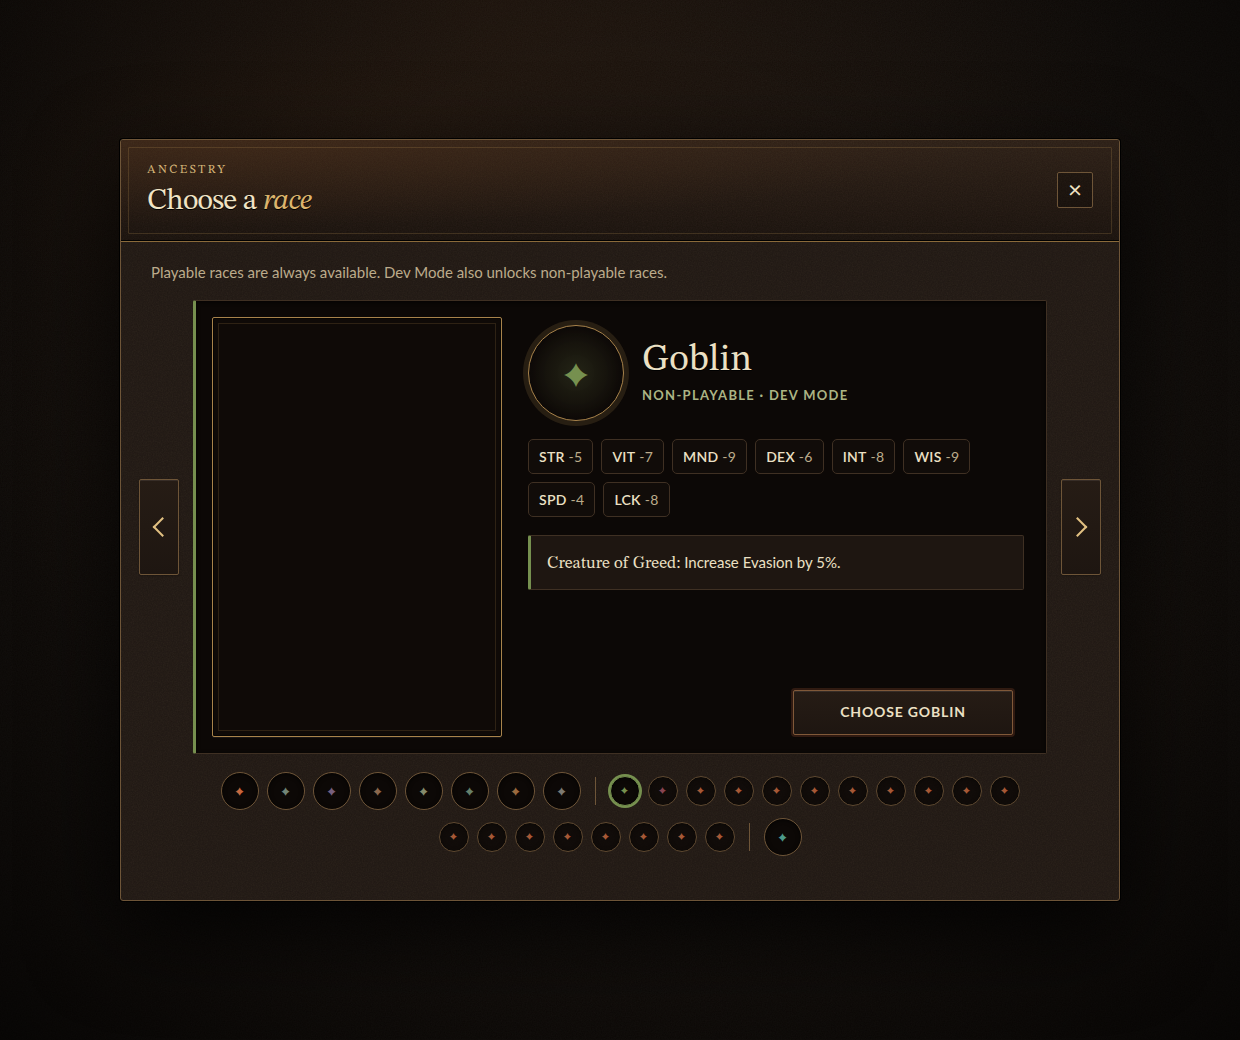 ANCESTRY
Choose a race
✕
Playable races are always available. Dev Mode also unlocks non-playable races.
Goblin
NON-PLAYABLE · DEV MODE
STR -5 VIT -7 MND -9 DEX -6 INT -8 WIS -9
SPD -4 LCK -8
Creature of Greed: Increase Evasion by 5%.
CHOOSE GOBLIN